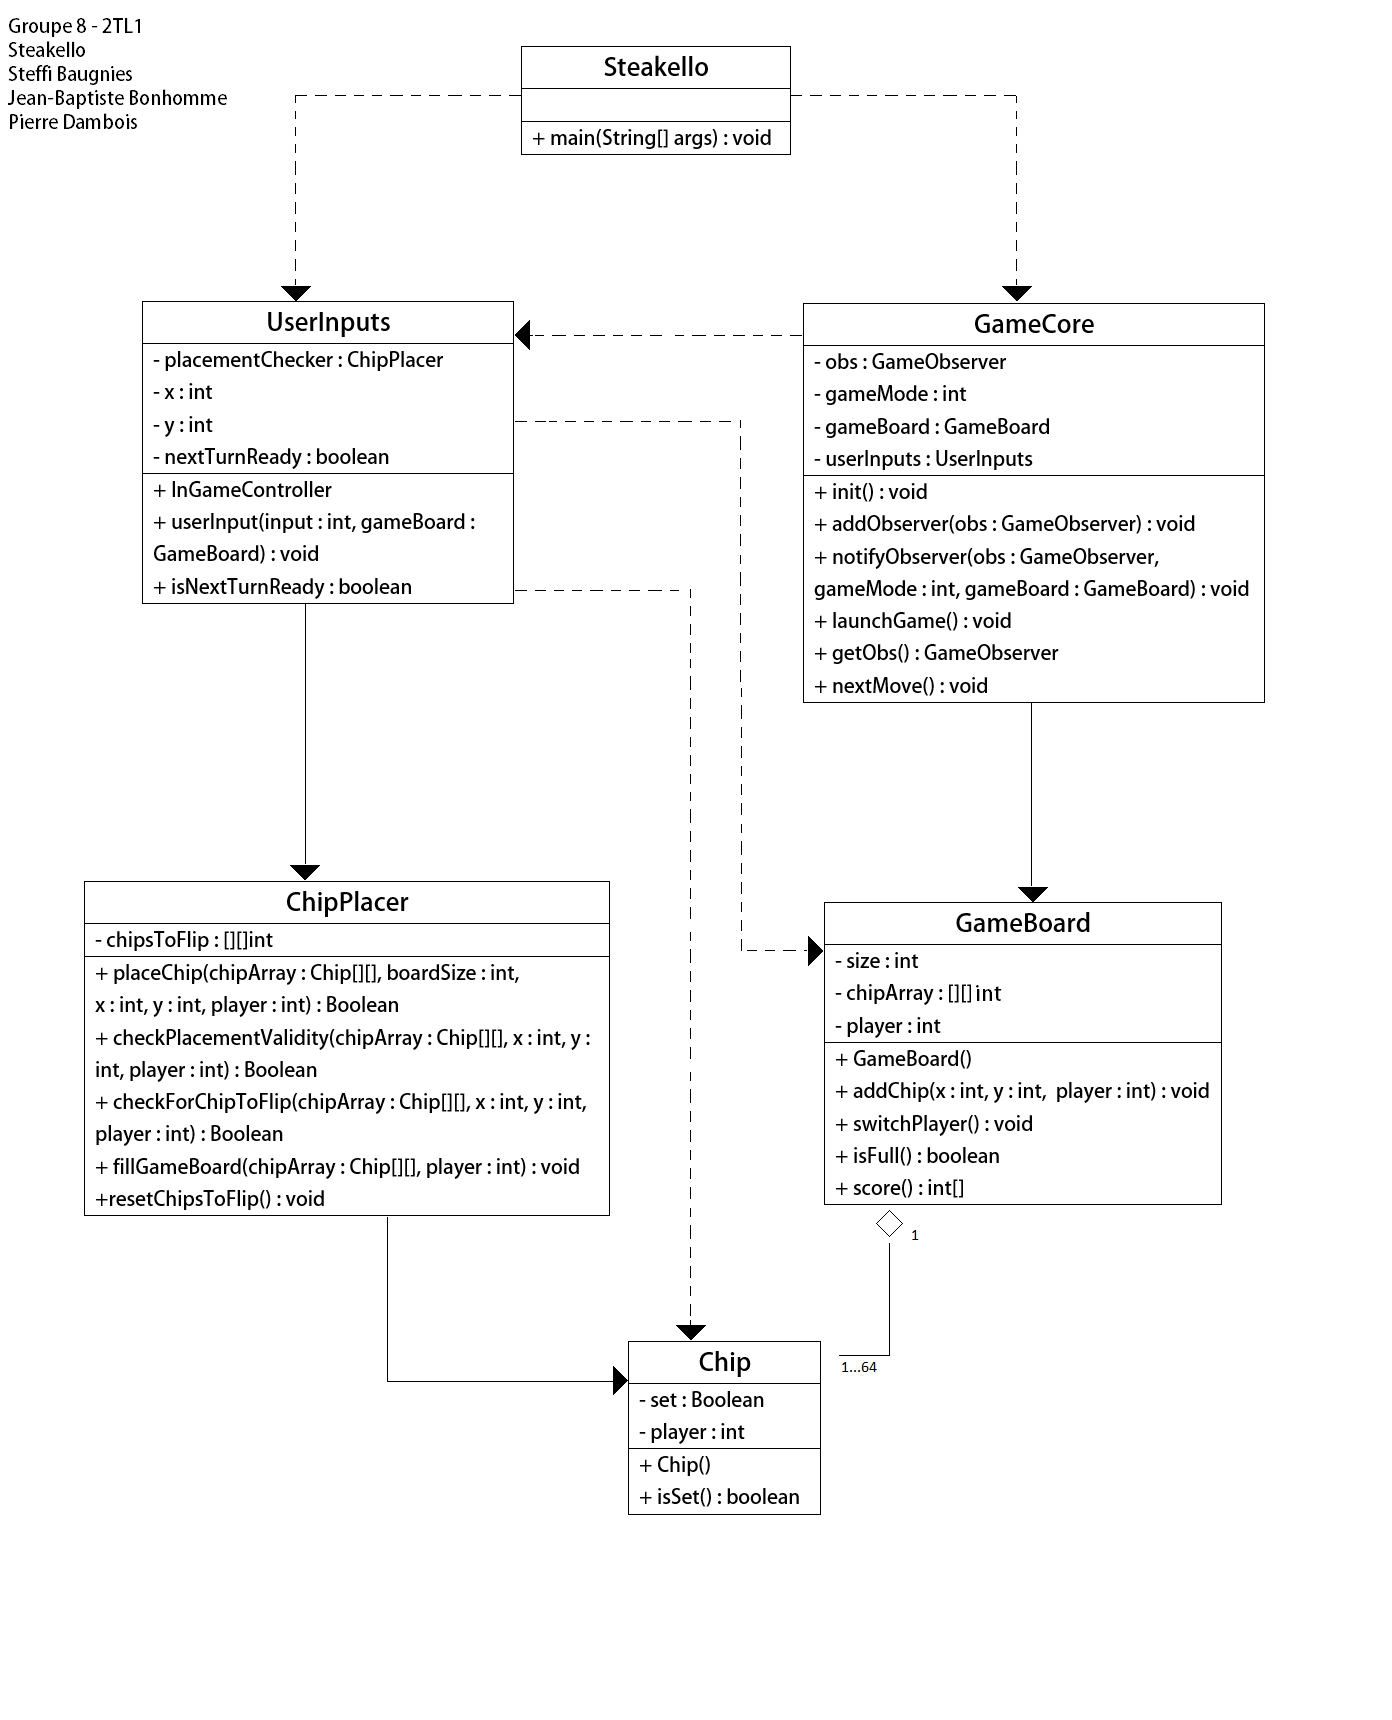 Groupe 8 - 2TL1
Steakello
Steffi Baugnies
Jean-Baptiste Bonhomme
Pierre Dambois
Steakello
+ main(String[] args) : void
UserInputs
- placementChecker : ChipPlacer
- x : int
- y : int
- nextTurnReady : boolean
+ InGameController
+ userInput(input : int, gameBoard :
GameBoard) : void
+ isNextTurnReady : boolean
GameCore
- obs : GameObserver
- gameMode : int
- gameBoard : GameBoard
- userInputs : UserInputs
+ init() : void
+ addObserver(obs : GameObserver) : void
+ notifyObserver(obs : GameObserver,
gameMode : int, gameBoard : GameBoard) : void
+ launchGame() : void
+ getObs() : GameObserver
+ nextMove() : void
ChipPlacer
- chipsToFlip : [][]int
+ placeChip(chipArray : Chip[][], boardSize : int,
x : int, y : int, player : int) : Boolean
+ checkPlacementValidity(chipArray : Chip[][], x : int, y :
int, player : int) : Boolean
+ checkForChipToFlip(chipArray : Chip[][], x : int, y : int,
player : int) : Boolean
+ fillGameBoard(chipArray : Chip[][], player : int) : void
+resetChipsToFlip() : void
GameBoard
- size : int
- chipArray : [][] int
- player : int
+ GameBoard()
+ addChip(x : int, y : int,  player : int) : void
+ switchPlayer() : void
+ isFull() : boolean
+ score() : int[]
1
1...64
Chip
- set : Boolean
- player : int
+ Chip()
+ isSet() : boolean